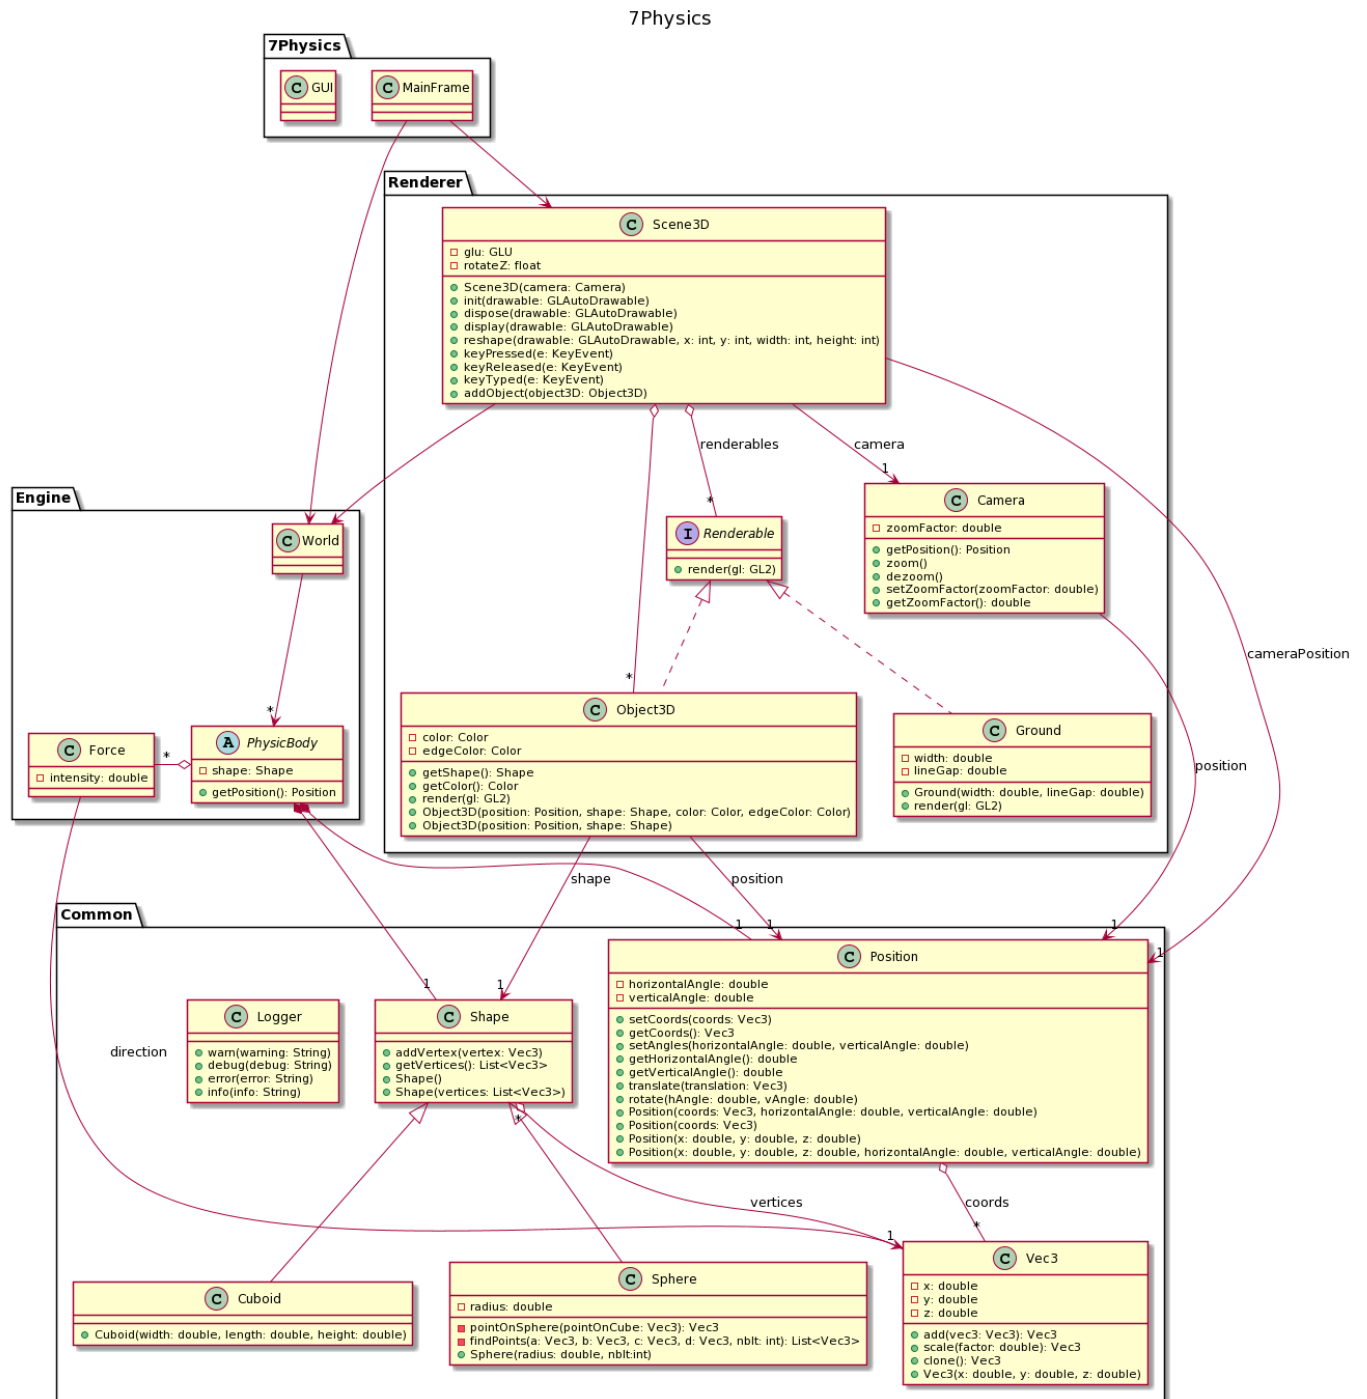 7Physics
7Physics
C GUI
C MainFrame
Renderer
C Scene3D
glu: GLU
rotateZ: float
Scene3D(camera: Camera)
init(drawable: GLAutoDrawable)
dispose(drawable: GLAutoDrawable)
display(drawable: GLAutoDrawable)
reshape(drawable: GLAutoDrawable, x: int, y: int, width: int, height: int)
keyPressed(e: KeyEvent)
keyReleased(e: KeyEvent)
keyTyped(e: KeyEvent)
addObject(object3D: Object3D)
renderables
*
camera
1
cameraPosition
1
Engine
C World
*
I Renderable
render(gl: GL2)
C Camera
zoomFactor: double
getPosition(): Position
zoom()
dezoom()
setZoomFactor(zoomFactor: double)
getZoomFactor(): double
*
position
1
C Force
intensity: double
*
A PhysicBody
shape: Shape
getPosition(): Position
C Object3D
color: Color
edgeColor: Color
getShape(): Shape
getColor(): Color
render(gl: GL2)
Object3D(position: Position, shape: Shape, color: Color, edgeColor: Color)
Object3D(position: Position, shape: Shape)
C Ground
width: double
lineGap: double
Ground(width: double, lineGap: double)
render(gl: GL2)
shape
1
position
1
1
1
Common
direction
1
C Logger
warn(warning: String)
debug(debug: String)
error(error: String)
info(info: String)
C Shape
addVertex(vertex: Vec3)
getVertices(): List<Vec3>
Shape()
Shape(vertices: List<Vec3>)
C Position
horizontalAngle: double
verticalAngle: double
setCoords(coords: Vec3)
getCoords(): Vec3
setAngles(horizontalAngle: double, verticalAngle: double)
getHorizontalAngle(): double
getVerticalAngle(): double
translate(translation: Vec3)
rotate(hAngle: double, vAngle: double)
Position(coords: Vec3, horizontalAngle: double, verticalAngle: double)
Position(coords: Vec3)
Position(x: double, y: double, z: double)
Position(x: double, y: double, z: double, horizontalAngle: double, verticalAngle: double)
*
vertices
coords
*
C Cuboid
Cuboid(width: double, length: double, height: double)
C Sphere
radius: double
pointOnSphere(pointOnCube: Vec3): Vec3
findPoints(a: Vec3, b: Vec3, c: Vec3, d: Vec3, nbIt: int): List<Vec3>
Sphere(radius: double, nbIt:int)
C Vec3
x: double
y: double
z: double
add(vec3: Vec3): Vec3
scale(factor: double): Vec3
clone(): Vec3
Vec3(x: double, y: double, z: double)